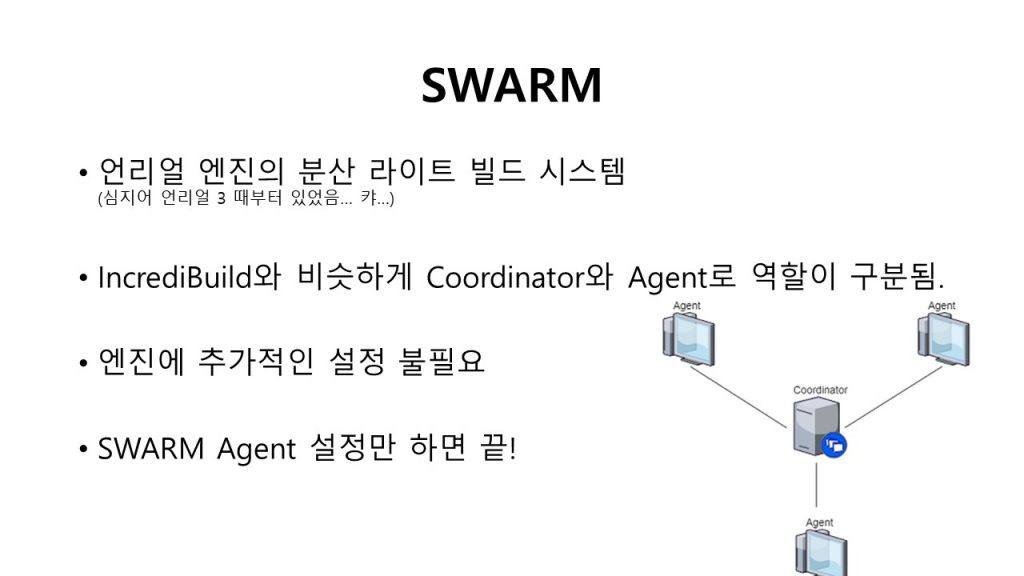 SWARM
• 언리얼 엔진의 분산 라이트 빌드 시스템
(심지어 언리얼 3 때부터 있었음... 캬...)
• IncrediBuild와 비슷하게 Coordinator와 Agent로 역할이 구분됨.
Agent
Agent
• 엔진에 추가적인 설정 불필요
Coordinator
• SWARM Agent 설정만 하면 끝!
Agent